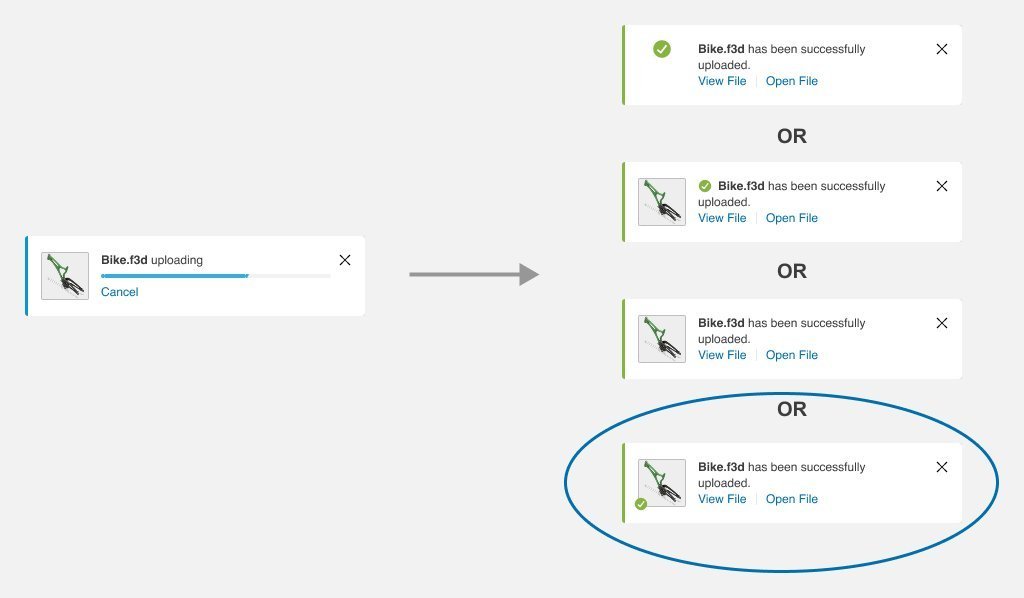 Bike.f3d uploading
Cancel
Bike.f3d has been successfully
uploaded.
View File | Open File
OR
Bike.f3d has been successfully
uploaded.
View File | Open File
OR
Bike.f3d has been successfully
uploaded.
View File | Open File
OR
Bike.f3d has been successfully
uploaded.
View File | Open File